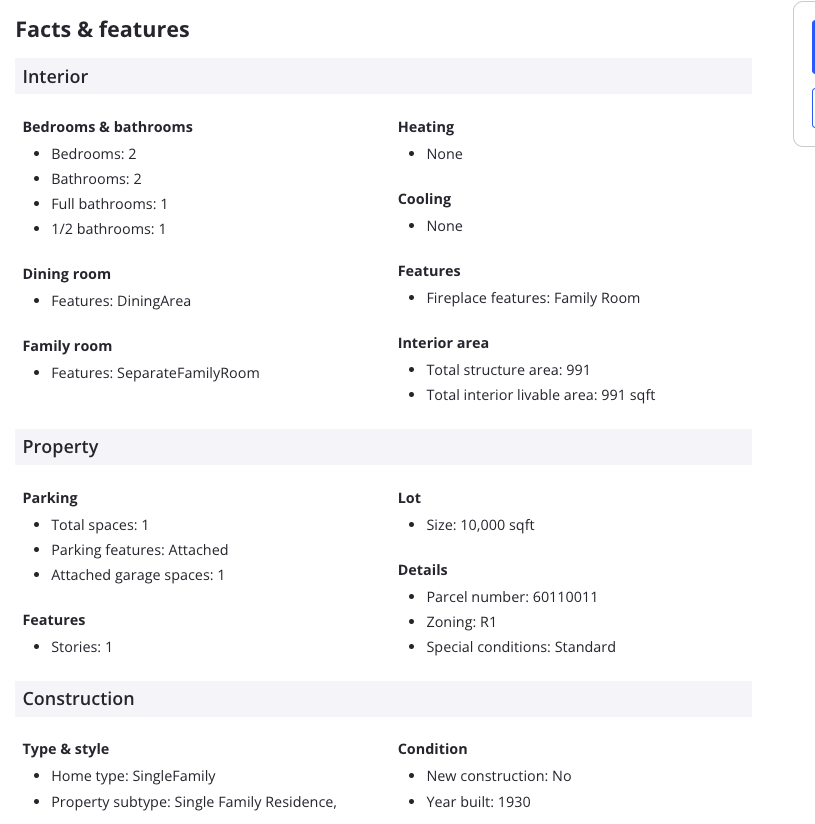 Facts & features
Interior
Bedrooms & bathrooms
Bedrooms: 2
Bathrooms: 2
Full bathrooms: 1
1/2 bathrooms: 1
Dining room
Features: DiningArea
Family room
Features: SeparateFamilyRoom
Heating
None
Cooling
None
Features
Fireplace features: Family Room
Interior area
Total structure area: 991
Total interior livable area: 991 sqft
Property
Parking
Total spaces: 1
Parking features: Attached
Attached garage spaces: 1
Features
Stories: 1
Lot
Size: 10,000 sqft
Details
Parcel number: 60110011
Zoning: R1
Special conditions: Standard
Construction
Type & style
Home type: SingleFamily
Property subtype: Single Family Residence,
Condition
New construction: No
Year built: 1930